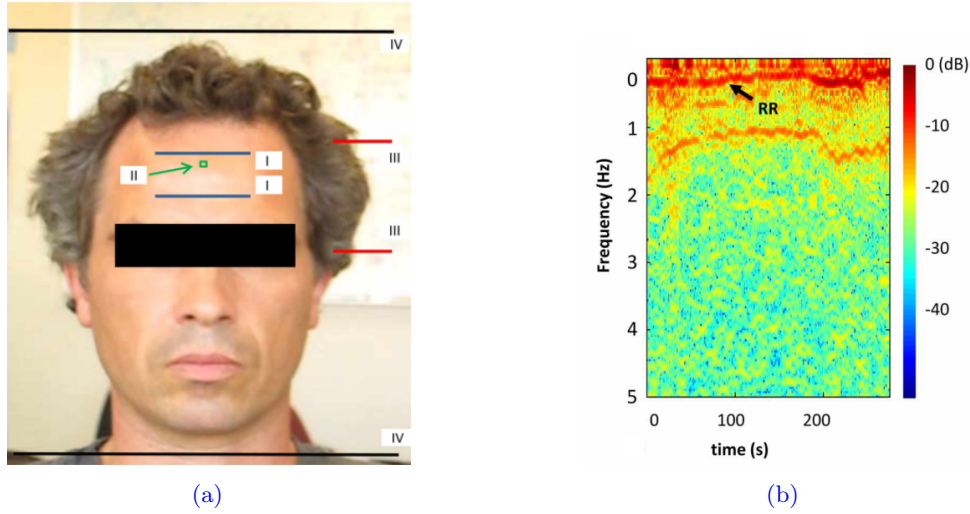 IV
I
III
II
I
III
IV
(a)
0 (dB)
-10
-20
-30
-40
0
1
2
3
4
5
RR
Frequency (Hz)
0
100
200
time (s)
(b)